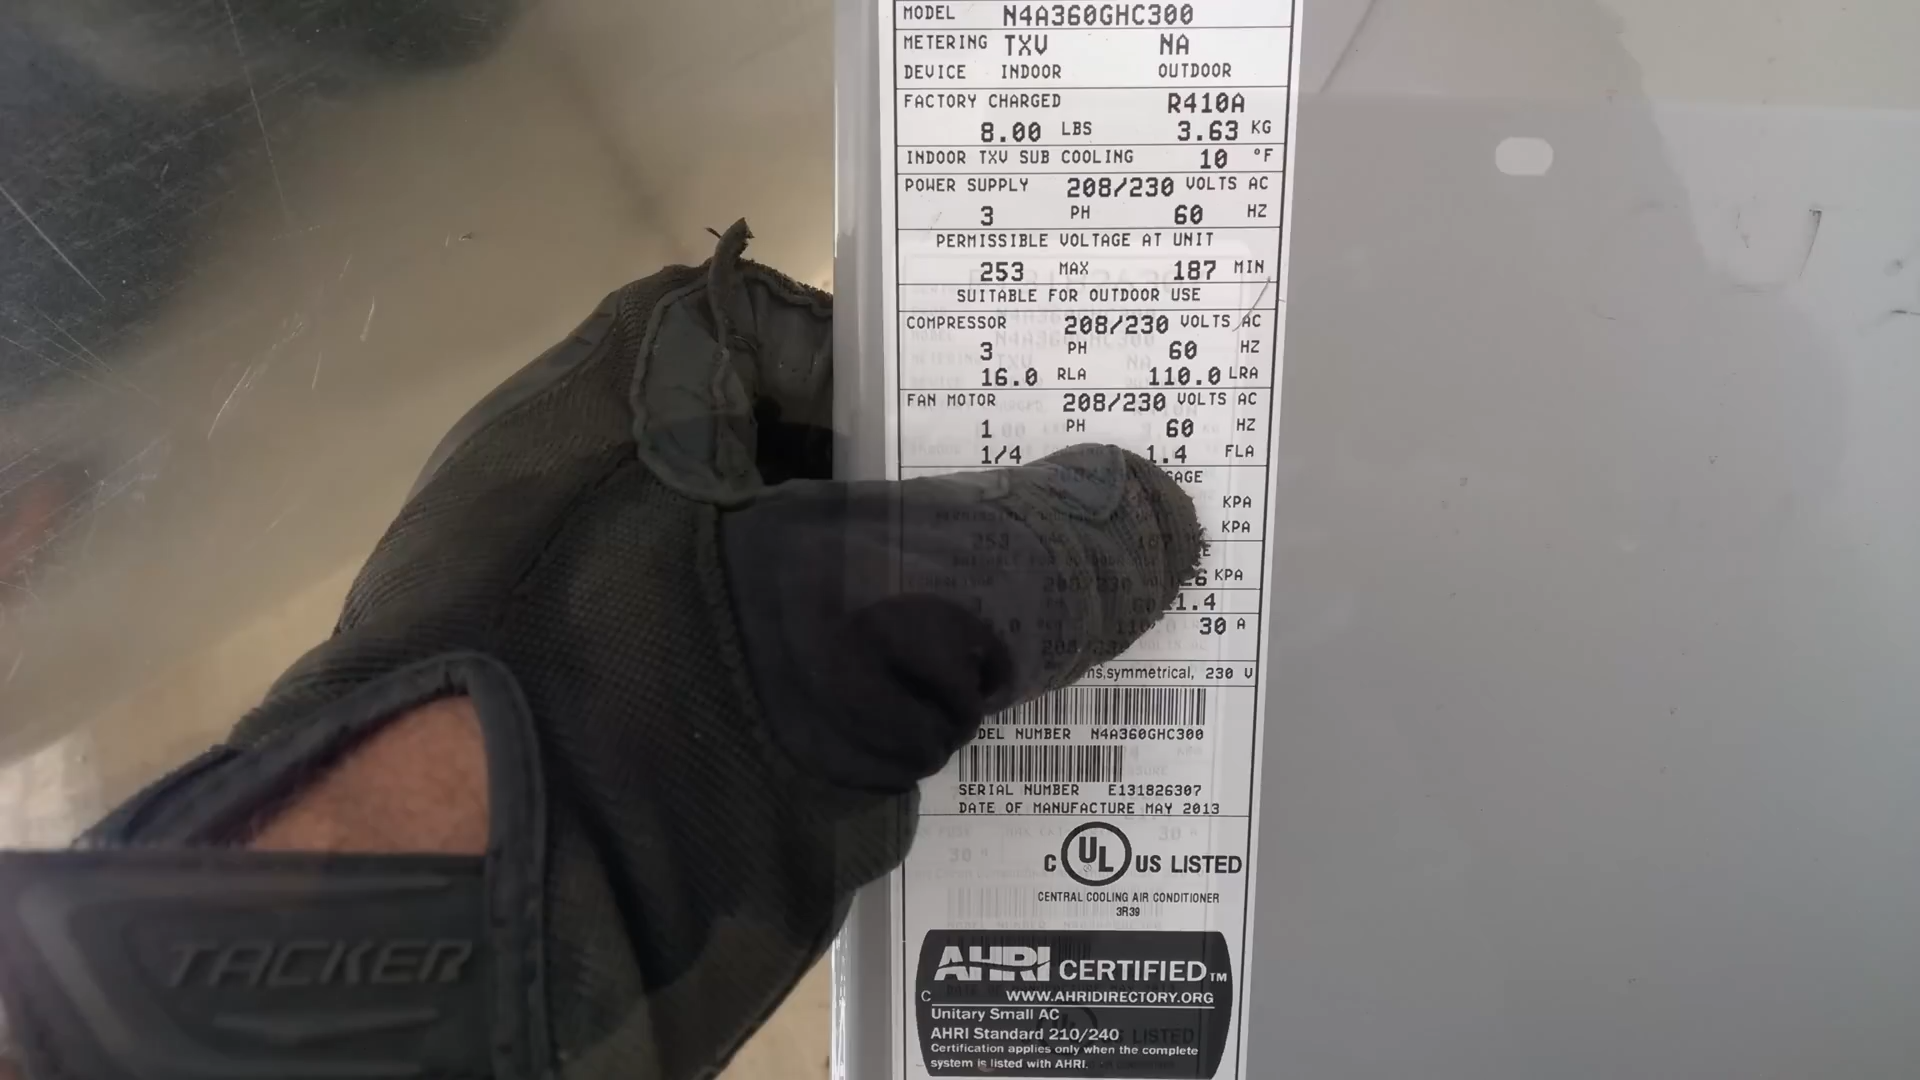 MODEL N4A360GHC300
METERING TXV NA
DEVICE INDOOR OUTDOOR
FACTORY CHARGED R410A
8.00 LBS 3.63 KG
INDOOR TXV SUB COOLING 10 °F
POWER SUPPLY 208/230 VOLTS AC
3 PH 60 HZ
PERMISSIBLE VOLTAGE AT UNIT
253 MAX 187 MIN
SUITABLE FOR OUTDOOR USE
COMPRESSOR 208/230 VOLTS AC
3 PH 60 HZ
16.0 RLA 110.0 LRA
FAN MOTOR 208/230 VOLTS AC
1 PH 60 HZ
1/4 1.4 FLA
KPA
KPA
KPA
30 A
symmetrical, 230 V
NUMBER N4A360GHC300
SERIAL NUMBER E131826307
DATE OF MANUFACTURE MAY 2013
C UL US LISTED
CENTRAL COOLING AIR CONDITIONER
3R39
AHRI CERTIFIED™
C WWW.AHRIDIRECTORY.ORG
Unitary Small AC
AHRI Standard 210/240
Certification applies only when the complete
system is listed with AHRI.
TACKER